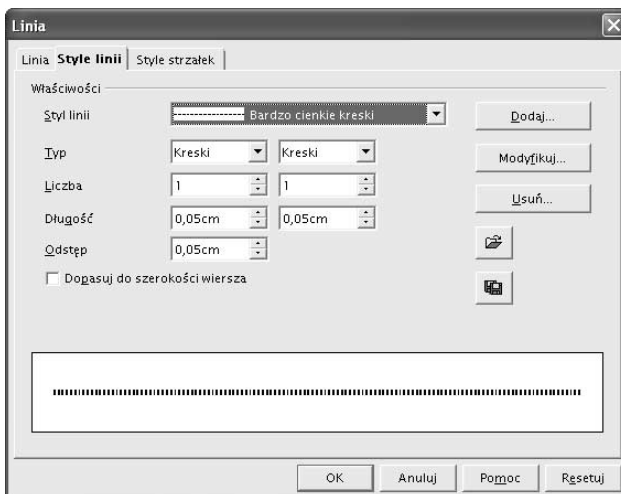 Linia
Linia Style linii Style strzałek
Właściwości
Styl linii Bardzo cienkie kreski Dodaj...
Typ Kreski Kreski Modyfikuj...
Liczba 1 1 Usuń...
Długość 0,05cm 0,05cm
Odstęp 0,05cm
Dopasuj do szerokości wiersza
OK Anuluj Pomoc Resetuj